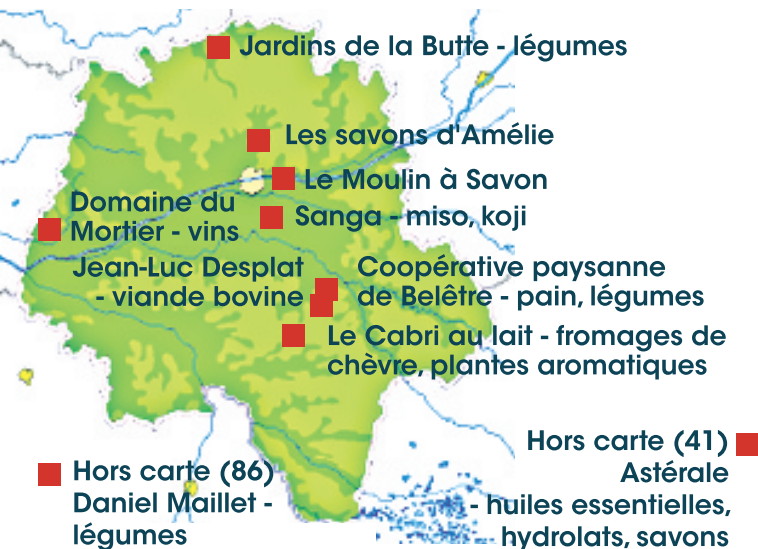 Jardins de la Butte - légumes
Les savons d'Amélie
Le Moulin à Savon
Domaine du
Mortier - vins
Sanga - miso, koji
Jean-Luc Desplat
- viande bovine
Coopérative paysanne
de Belêtre - pain, légumes
Le Cabri au lait - fromages de
chèvre, plantes aromatiques
Hors carte (86)
Daniel Maillet -
légumes
Hors carte (41)
Astérale
- huiles essentielles,
hydrolats, savons